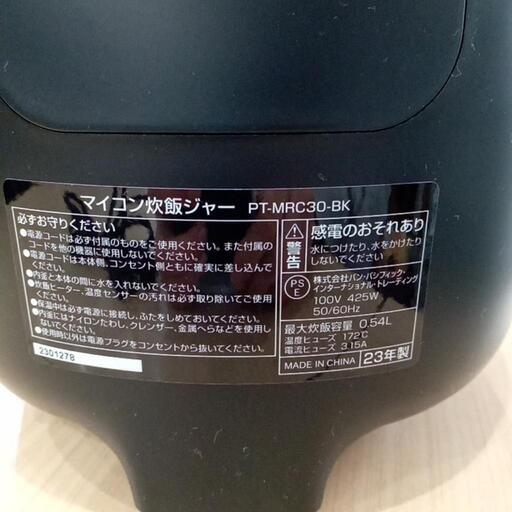 マイコン炊飯ジャー PT-MRC30-BK
必ずお守りください
●電源コードは必ず付属のものをご使用ください。また付属の
コードを他の機器に使用しないでください。
●電源コードは本体側、コンセント側ともに確実に差し込んで
ください。
●内釜と本体の間に水を入れないでください。
●炊飯ヒーター、温度センサーの汚れは必ず取り除いてご使用
ください。
●保温中は必ず電源に接続し、ふたをしめておいてください。
●内釜にはナイロンたわし、クレンザー、金属へらなどを使用し
ないでください。
●使用時以外は電源プラグをコンセントから抜いてください。
2301278
警告
感電のおそれあり
水につけたり、水をかけたり
しないでください
PSE
株式会社パン・パシフィック・
インターナショナル・トレーディング
100V 425W
50/60Hz
最大炊飯容量 0.54L
温度ヒューズ 172℃
電流ヒューズ 3.15A
MADE IN CHINA 23年製